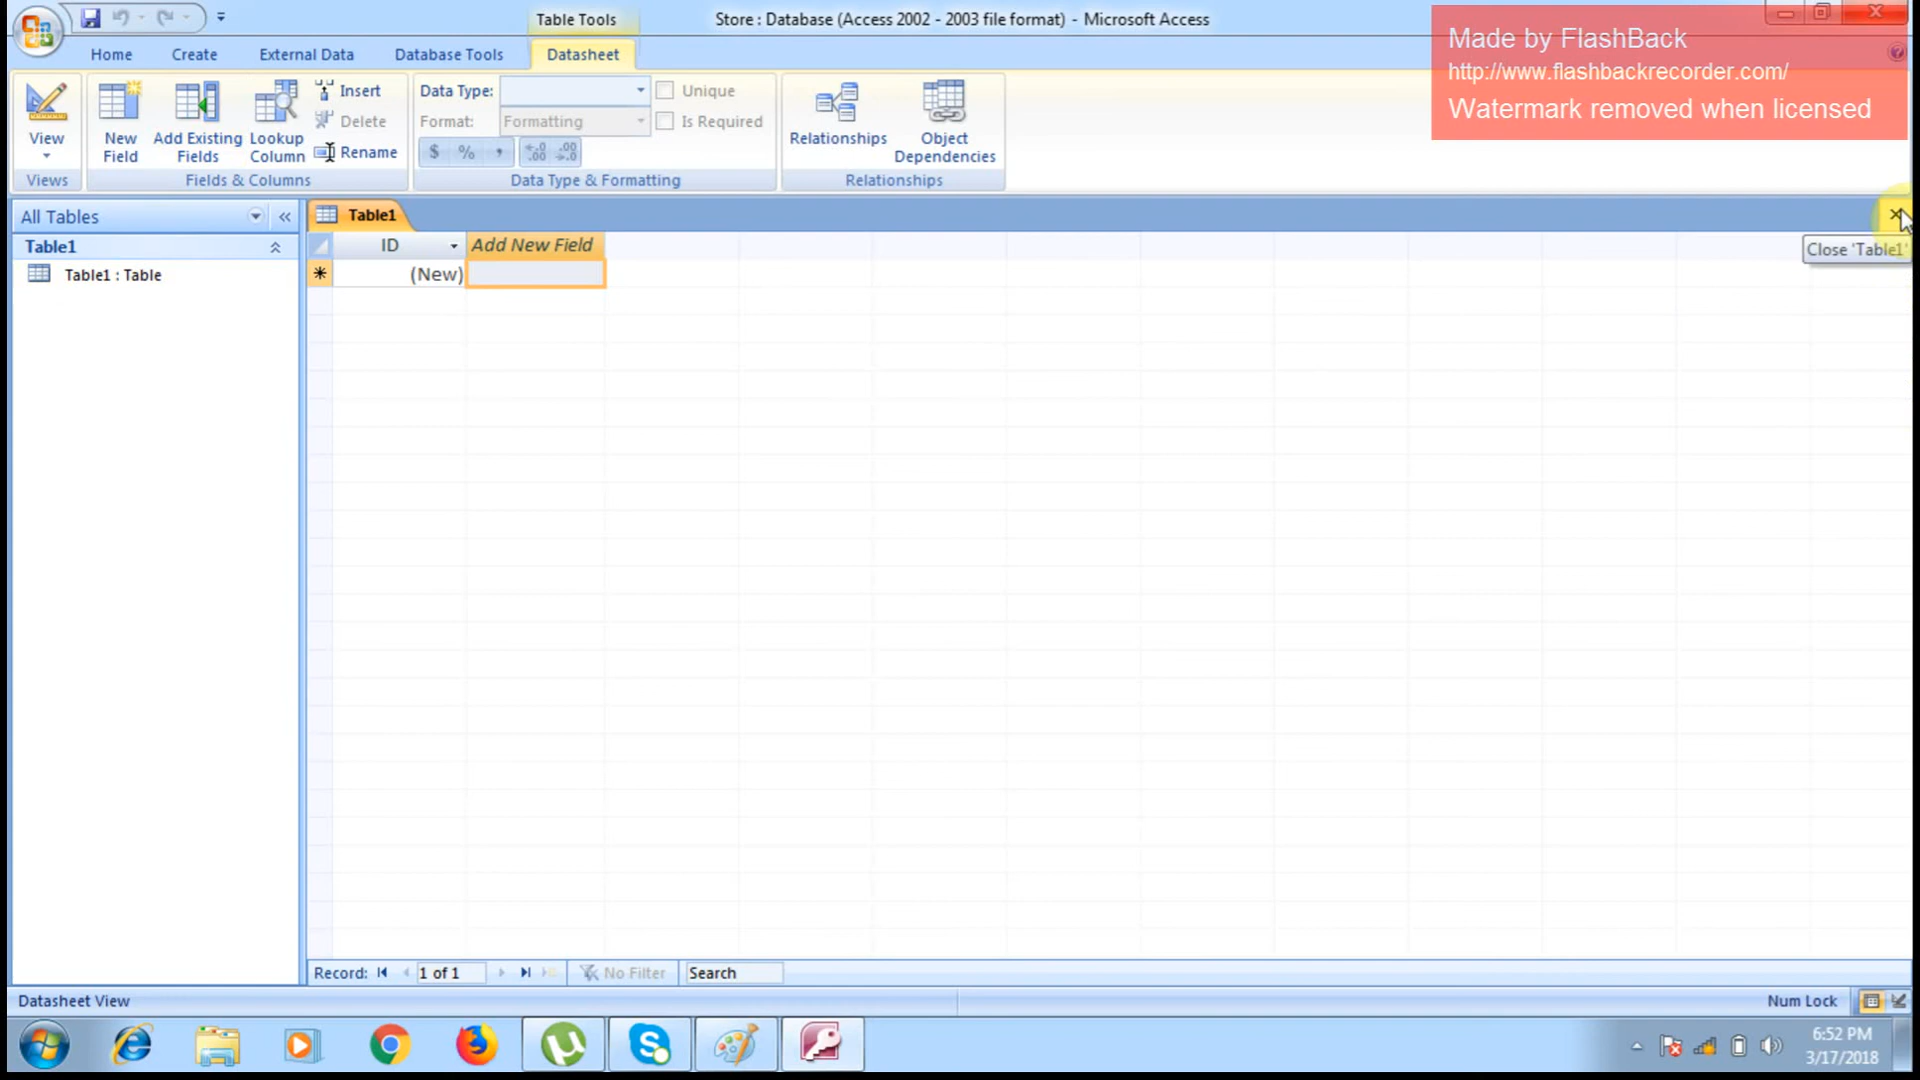 Table Tools
Store : Database (Access 2002 - 2003 file format) - Microsoft Access
Made by FlashBack
http://www.flashbackrecorder.com/
Watermark removed when licensed
Home
Create
External Data
Database Tools
Datasheet
View
New
Field
Add Existing
Fields
Lookup
Column
Insert
Delete
Rename
Data Type:
Format:
Formatting
$ % ,
Unique
Is Required
Relationships
Object
Dependencies
Views
Fields & Columns
Data Type & Formatting
Relationships
All Tables
Table1
ID
Add New Field
Close 'Table1'
Table1
Table1 : Table
(New)
Record:
1 of 1
No Filter
Search
Datasheet View
Num Lock
6:52 PM
3/17/2018